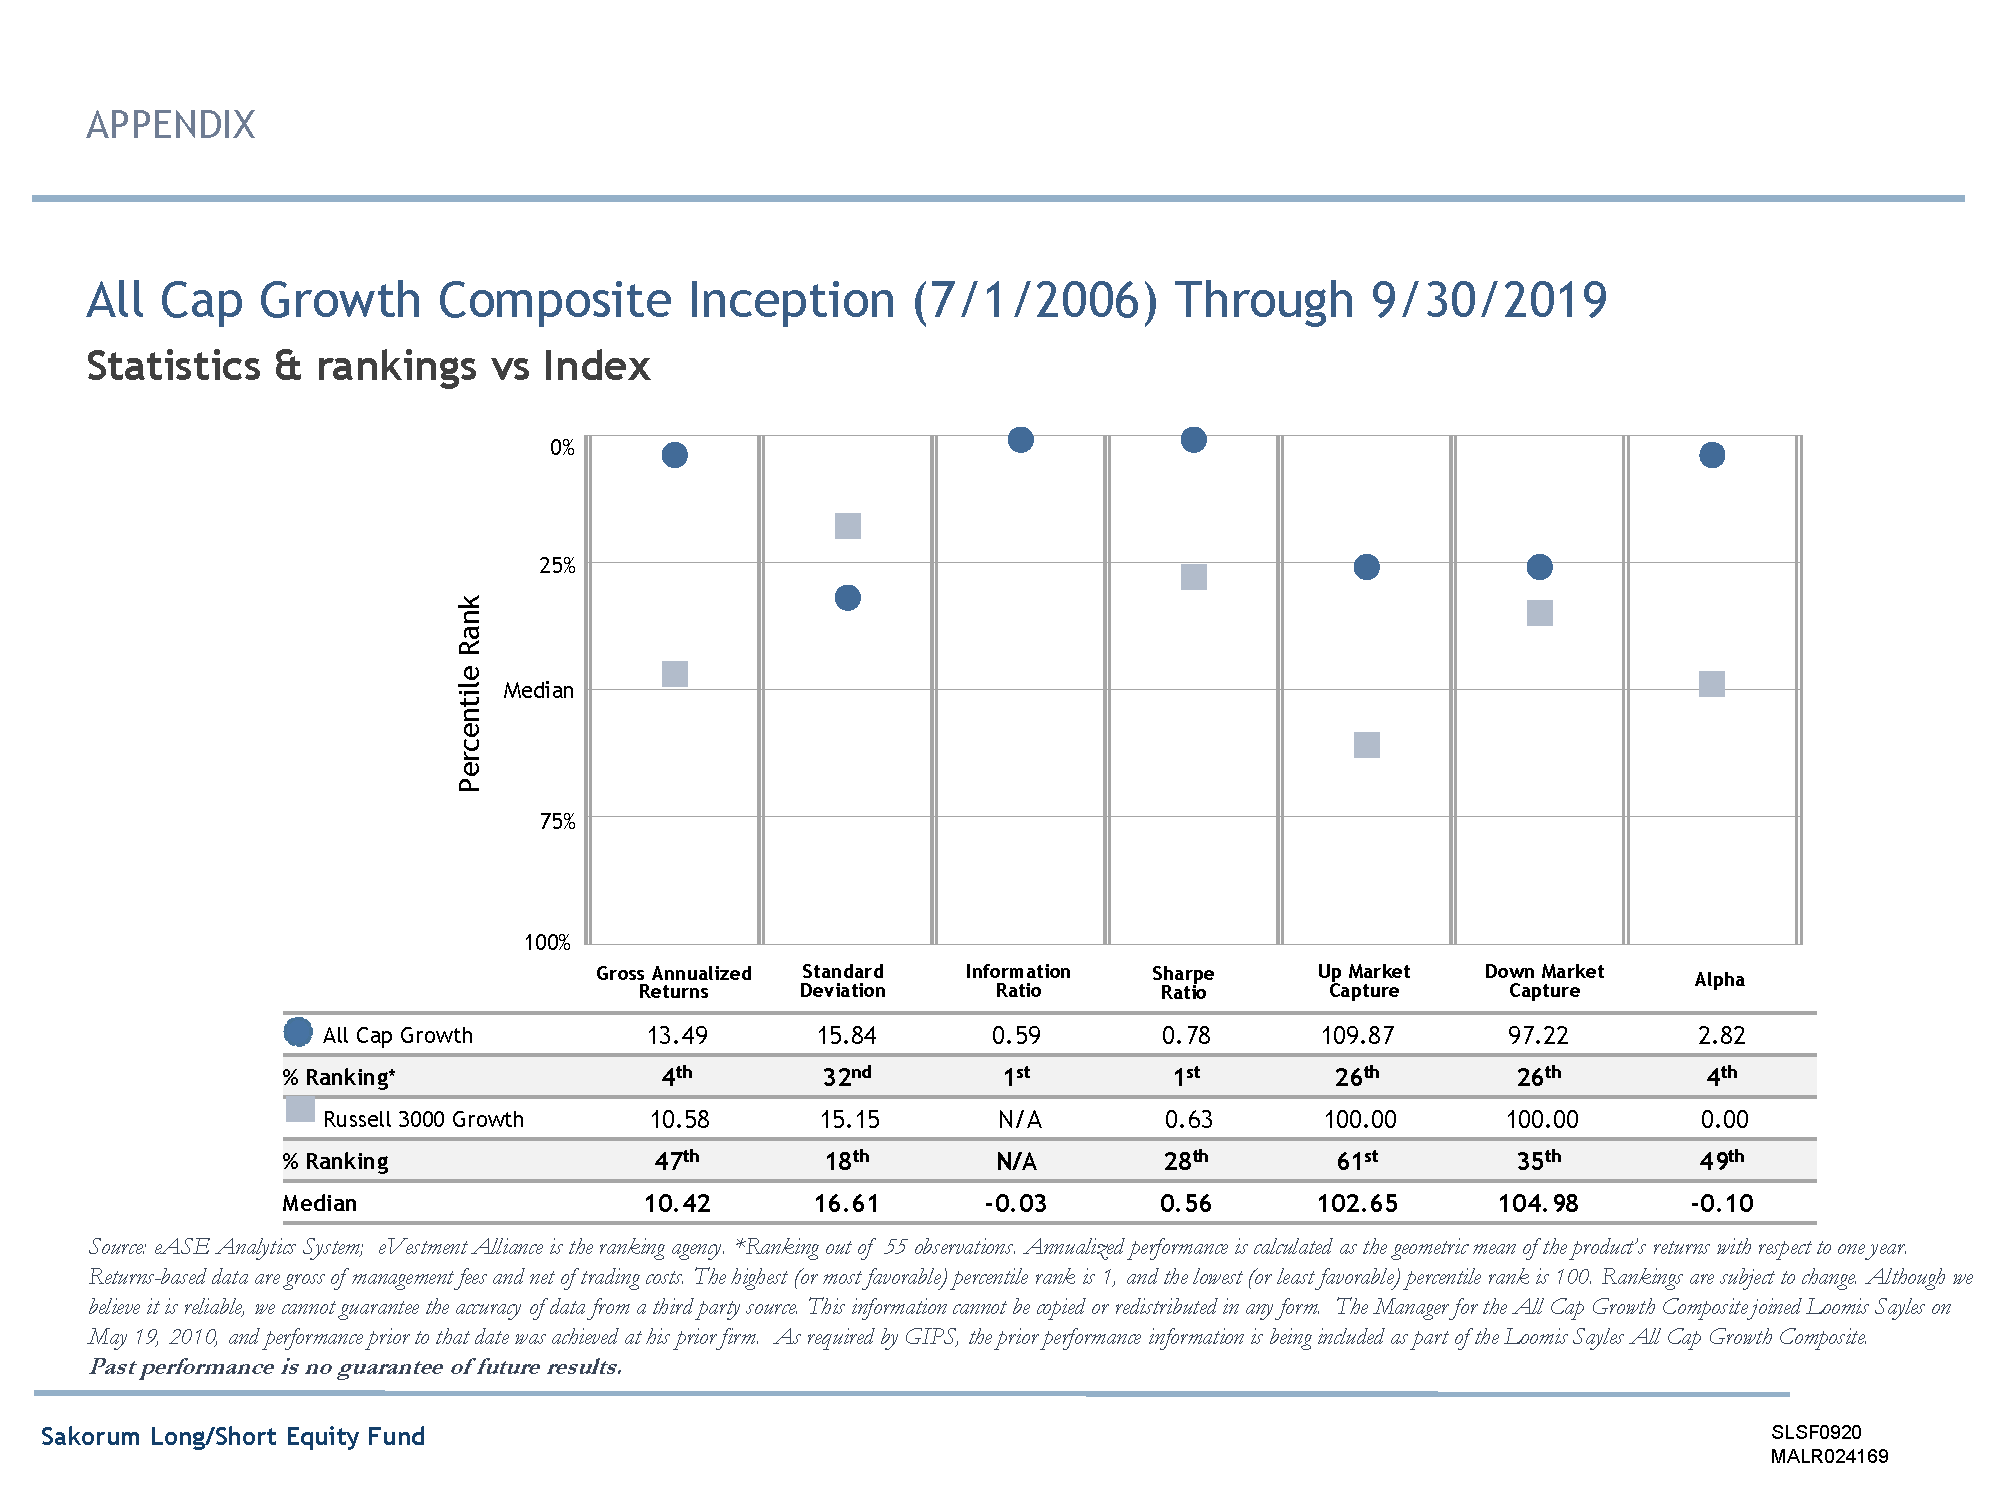 APPENDIX
All Cap Growth Composite Inception (7/1/2006) Through 9/30/2019
Statistics & rankings vs Index
0%
25%
Median
75%
100%
Percentile Rank
Gross Annualized Returns
Standard Deviation
Information Ratio
Sharpe Ratio
Up Market Capture
Down Market Capture
Alpha
All Cap Growth 13.49 15.84 0.59 0.78 109.87 97.22 2.82
% Ranking* 4th 32nd 1st 1st 26th 26th 4th
Russell 3000 Growth 10.58 15.15 N/A 0.63 100.00 100.00 0.00
% Ranking 47th 18th N/A 28th 61st 35th 49th
Median 10.42 16.61 -0.03 0.56 102.65 104.98 -0.10
Source: eASE Analytics System; eVestment Alliance is the ranking agency. *Ranking out of 55 observations. Annualized performance is calculated as the geometric mean of the product's returns with respect to one year.
Returns-based data are gross of management fees and net of trading costs. The highest (or most favorable) percentile rank is 1, and the lowest (or least favorable) percentile rank is 100. Rankings are subject to change. Although we
believe it is reliable, we cannot guarantee the accuracy of data from a third party source. This information cannot be copied or redistributed in any form. The Manager for the All Cap Growth Composite joined Loomis Sayles on
May 19, 2010, and performance prior to that date was achieved at his prior firm. As required by GIPS, the prior performance information is being included as part of the Loomis Sayles All Cap Growth Composite.
Past performance is no guarantee of future results.
Sakorum Long/Short Equity Fund
SLSF0920
MALR024169